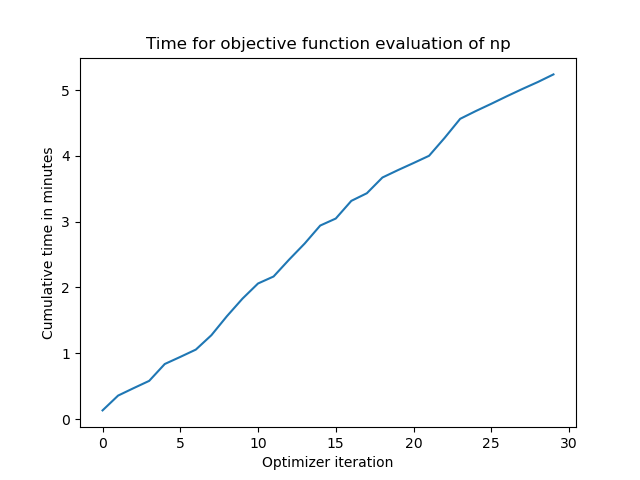 Time for objective function evaluation of np
Cumulative time in minutes
5
4
3
2
1
0
0 5 10 15 20 25 30
Optimizer iteration